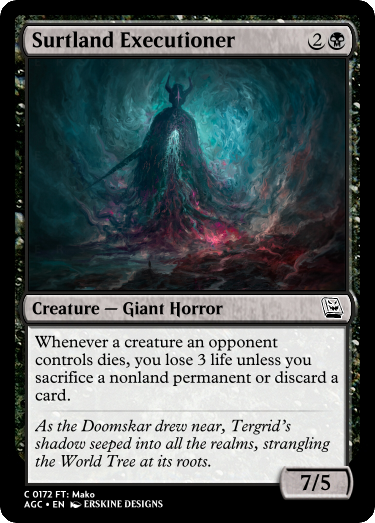 Surtland Executioner 2
Creature — Giant Horror
Whenever a creature an opponent
controls dies, you lose 3 life unless you
sacrifice a nonland permanent or discard a
card.
As the Doomskar drew near, Tergrid's
shadow seeped into all the realms, strangling
the World Tree at its roots.
7/5
C 0172 FT: Mako
AGC • EN ERSKINE DESIGNS